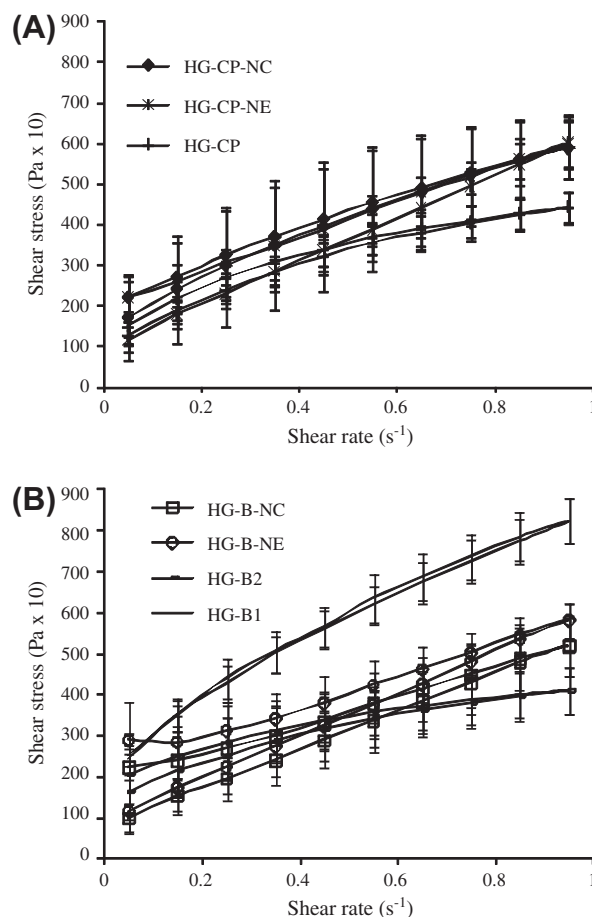 (A)
900
800
700
600
500
400
300
200
100
0
Shear stress (Pa x 10)
HG-CP-NC
HG-CP-NE
HG-CP
0 0.2 0.4 0.6 0.8 1
Shear rate (s⁻¹)
(B)
900
800
700
600
500
400
300
200
100
0
Shear stress (Pa x 10)
HG-B-NC
HG-B-NE
HG-B2
HG-B1
0 0.2 0.4 0.6 0.8 1
Shear rate (s⁻¹)